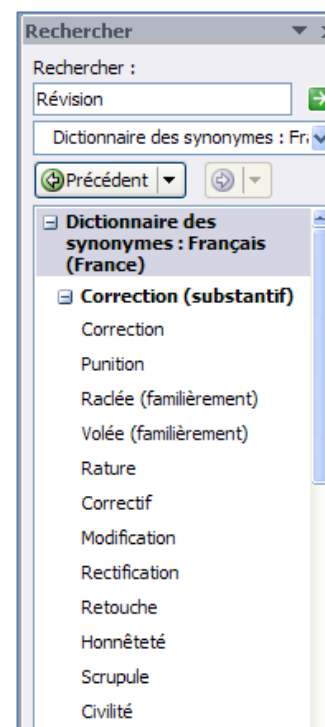 Rechercher
Rechercher :
Révision
Dictionnaire des synonymes : Fra
Précédent
Dictionnaire des
synonymes : Français
(France)
Correction (substantif)
Correction
Punition
Raclée (familièrement)
Volée (familièrement)
Rature
Correctif
Modification
Rectification
Retouche
Honnêteté
Scrupule
Civilité